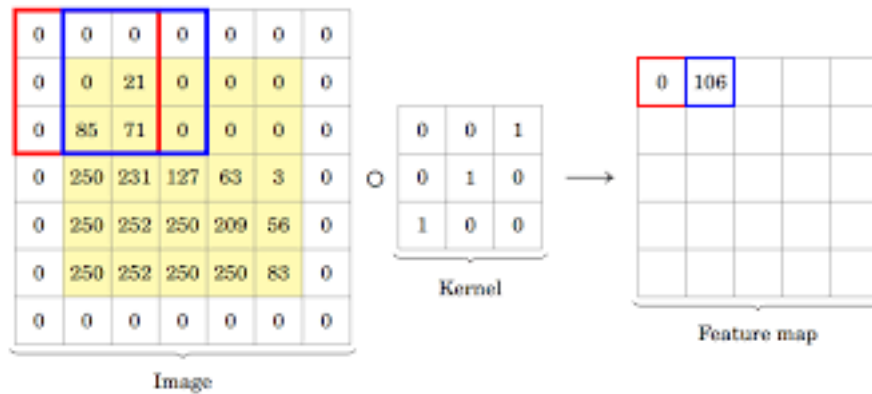 0 0 0 0 0 0 0
0 0 21 0 0 0 0
0 85 71 0 0 0 0
0 250 231 127 63 3 0
0 250 252 250 209 56 0
0 250 252 250 250 83 0
0 0 0 0 0 0 0
Image
0 0 1
0 1 0
1 0 0
Kernel
0 106
Feature map